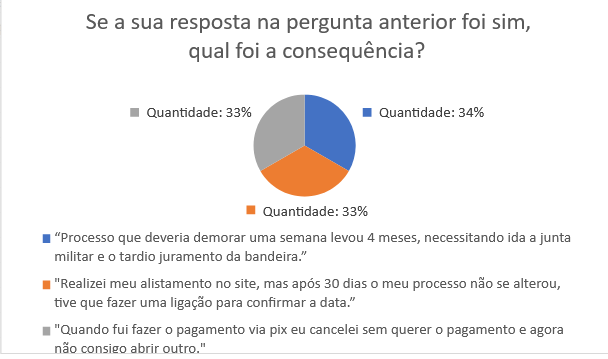 Se a sua resposta na pergunta anterior foi sim,
qual foi a consequência?
Quantidade: 33%
Quantidade: 34%
Quantidade: 33%
“Processo que deveria demorar uma semana levou 4 meses, necessitando ida a junta
militar e o tardio juramento da bandeira.”
"Realizei meu alistamento no site, mas após 30 dias o meu processo não se alterou,
tive que fazer uma ligação para confirmar a data.”
"Quando fui fazer o pagamento via pix eu cancelei sem querer o pagamento e agora
não consigo abrir outro."